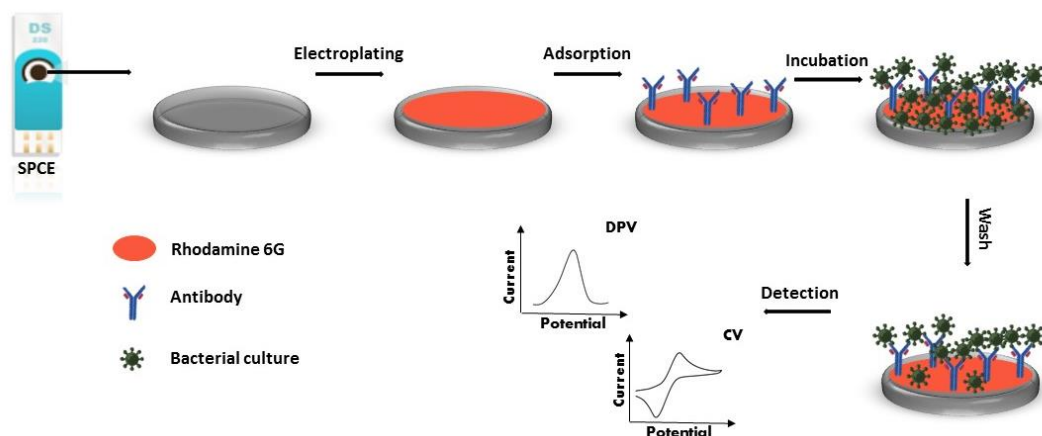 DS
SPCE
Electroplating
Adsorption
Incubation
Wash
Rhodamine 6G
Antibody
Bacterial culture
DPV
Current
Potential
Detection
CV
Current
Potential